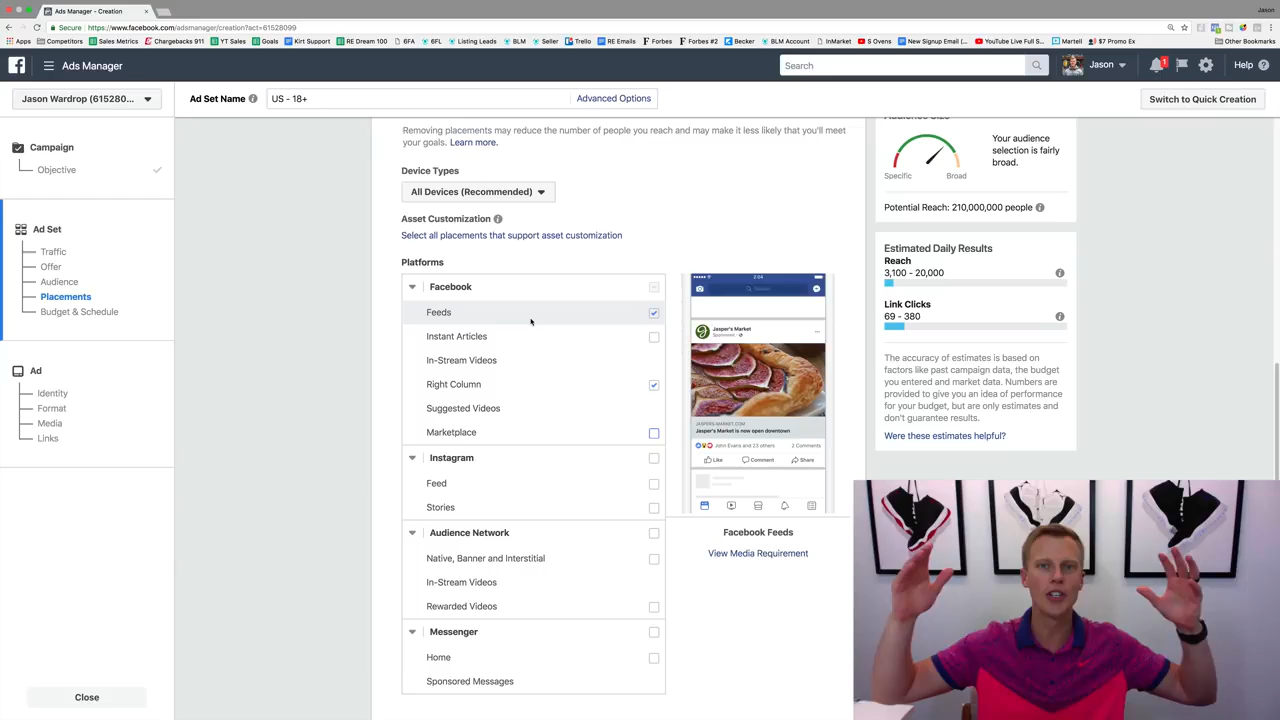 Jason
Ads Manager - Creation
Secure
https://www.facebook.com/adsmanager/creation?act=61528099
Apps
Competitors
Sales Metrics
Chargebacks 911
YT Sales
Goals
Kirt Support
RE Dream 100
6FA
6FL
Listing Leads
BLM
Seller
Trello
RE Emails
Forbes
Forbes #2
Becker
BLM Account
InMarket
S Ovens
New Signup Email (...
YouTube Live Full S...
Martell
$7 Promo Ex
Other Bookmarks
Ads Manager
Search
Jason
1
Help
Jason Wardrop (615280...
Ad Set Name
US - 18+
Advanced Options
Switch to Quick Creation
Campaign
Objective
Ad Set
Traffic
Offer
Audience
Placements
Budget & Schedule
Ad
Identity
Format
Media
Links
Close
Removing placements may reduce the number of people you reach and may make it less likely that you'll meet
your goals. Learn more.
Device Types
All Devices (Recommended)
Asset Customization
Select all placements that support asset customization
Platforms
Facebook
Feeds
Instant Articles
In-Stream Videos
Right Column
Suggested Videos
Marketplace
Instagram
Feed
Stories
Audience Network
Native, Banner and Interstitial
In-Stream Videos
Rewarded Videos
Messenger
Home
Sponsored Messages
2:04
Search
Jasper's Market
Sponsored
JASPERS-MARKET.COM
Jasper's Market is now open downtown
John Evans and 23 others
2 Comments
Like
Comment
Share
Facebook Feeds
View Media Requirement
Audience Size
Your audience
selection is fairly
broad.
Specific
Broad
Potential Reach: 210,000,000 people
Estimated Daily Results
Reach
3,100 - 20,000
Link Clicks
69 - 380
The accuracy of estimates is based on
factors like past campaign data, the budget
you entered and market data. Numbers are
provided to give you an idea of performance
for your budget, but are only estimates and
don't guarantee results.
Were these estimates helpful?